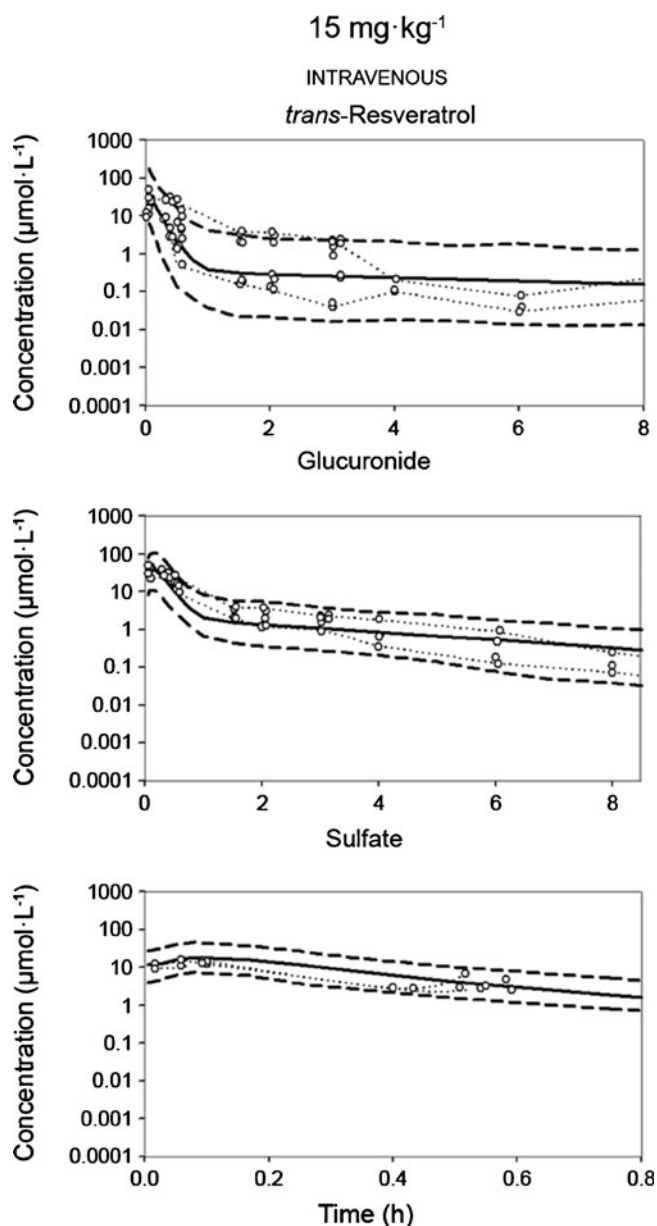 15 mg·kg⁻¹
INTRAVENOUS
trans-Resveratrol
Concentration (μmol·L⁻¹)
1000
100
10
1
0.1
0.01
0.001
0.0001
0 2 4 6 8
Glucuronide
Concentration (μmol·L⁻¹)
1000
100
10
1
0.1
0.01
0.001
0.0001
0 2 4 6 8
Sulfate
Concentration (μmol·L⁻¹)
1000
100
10
1
0.1
0.01
0.001
0.0001
0.0 0.2 0.4 0.6 0.8
Time (h)